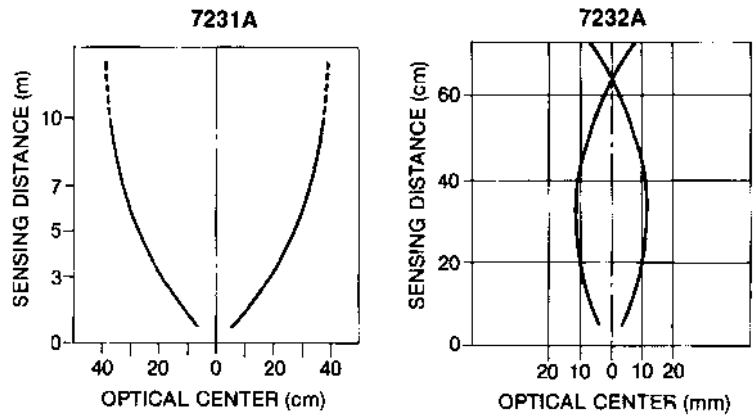 7231A
SENSING DISTANCE (m)
10
7
5
3
0
40 20 0 20 40
OPTICAL CENTER (cm)
7232A
SENSING DISTANCE (cm)
60
40
20
0
20 10 0 10 20
OPTICAL CENTER (mm)